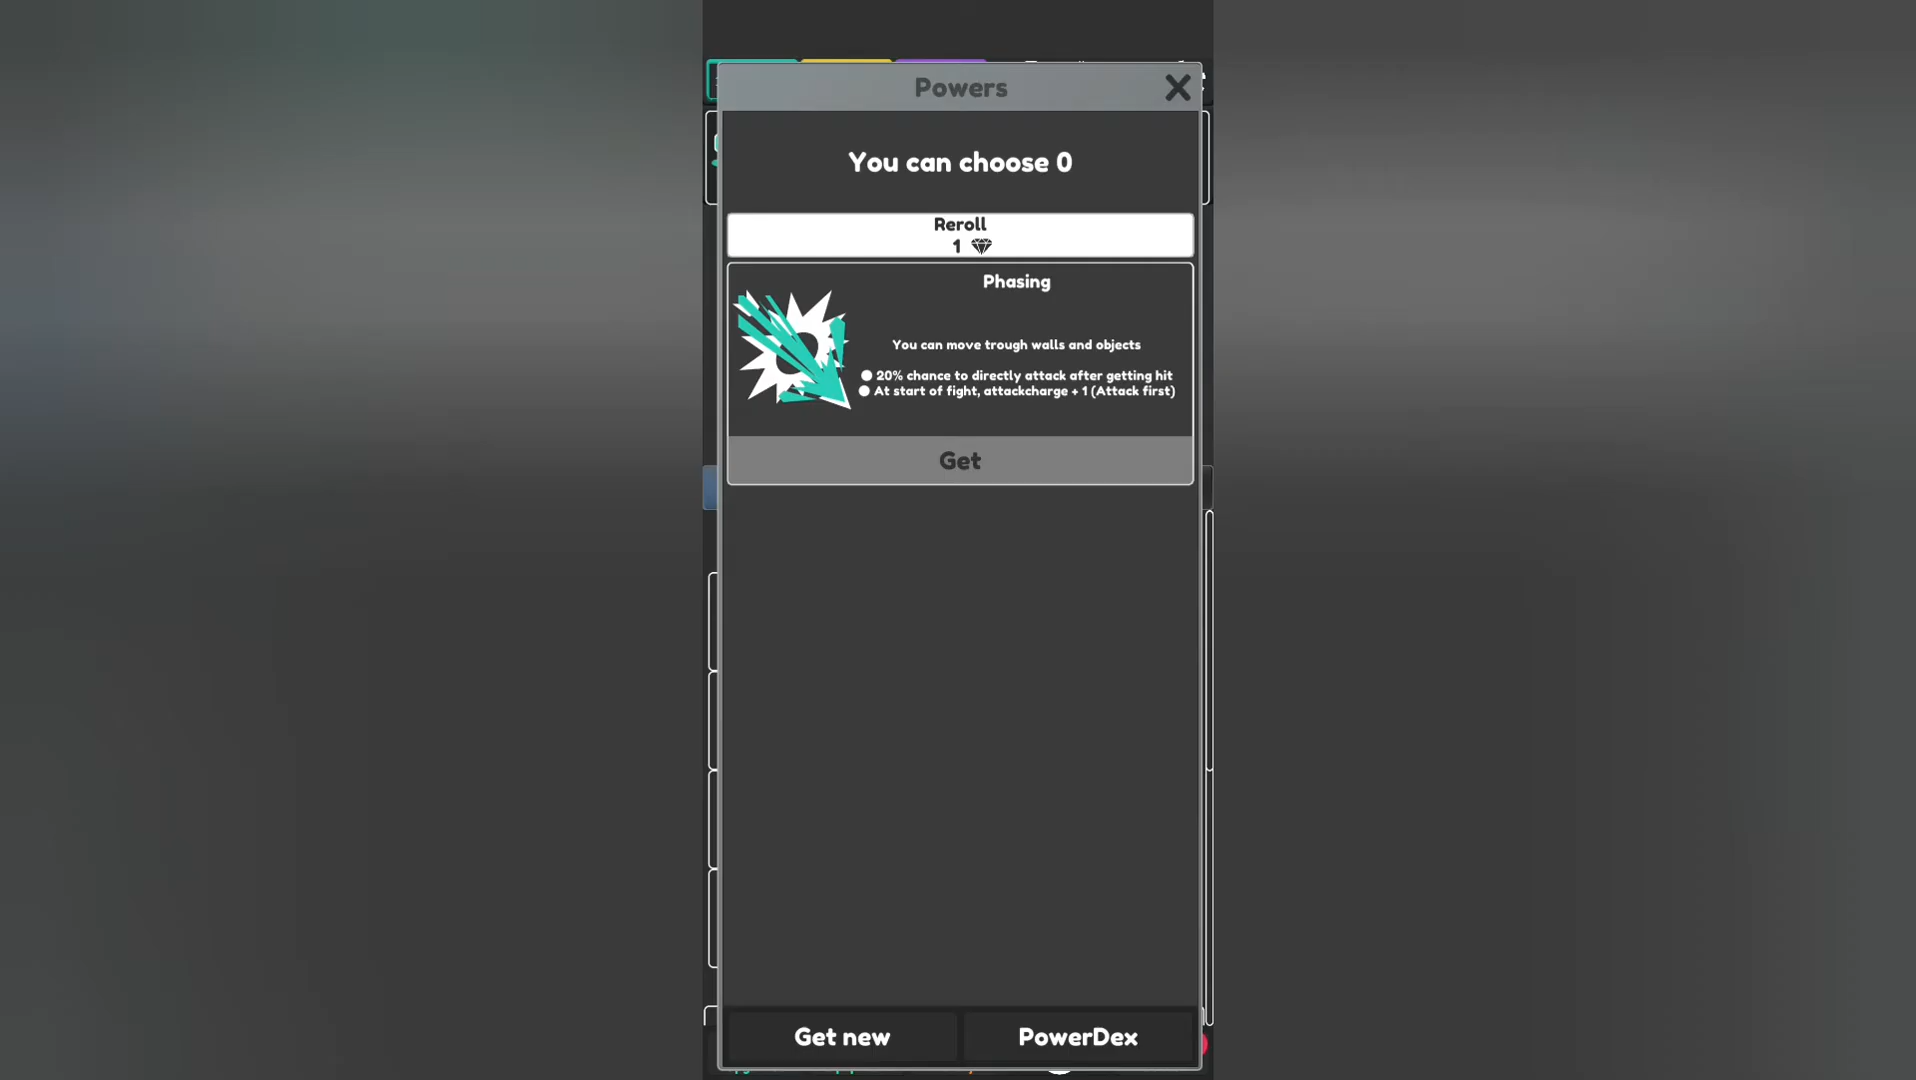 Powers
You can choose 0
Reroll
1
Phasing
You can move trough walls and objects
20% chance to directly attack after getting hit
At start of fight, attackcharge + 1 (Attack first)
Get
Get new
PowerDex